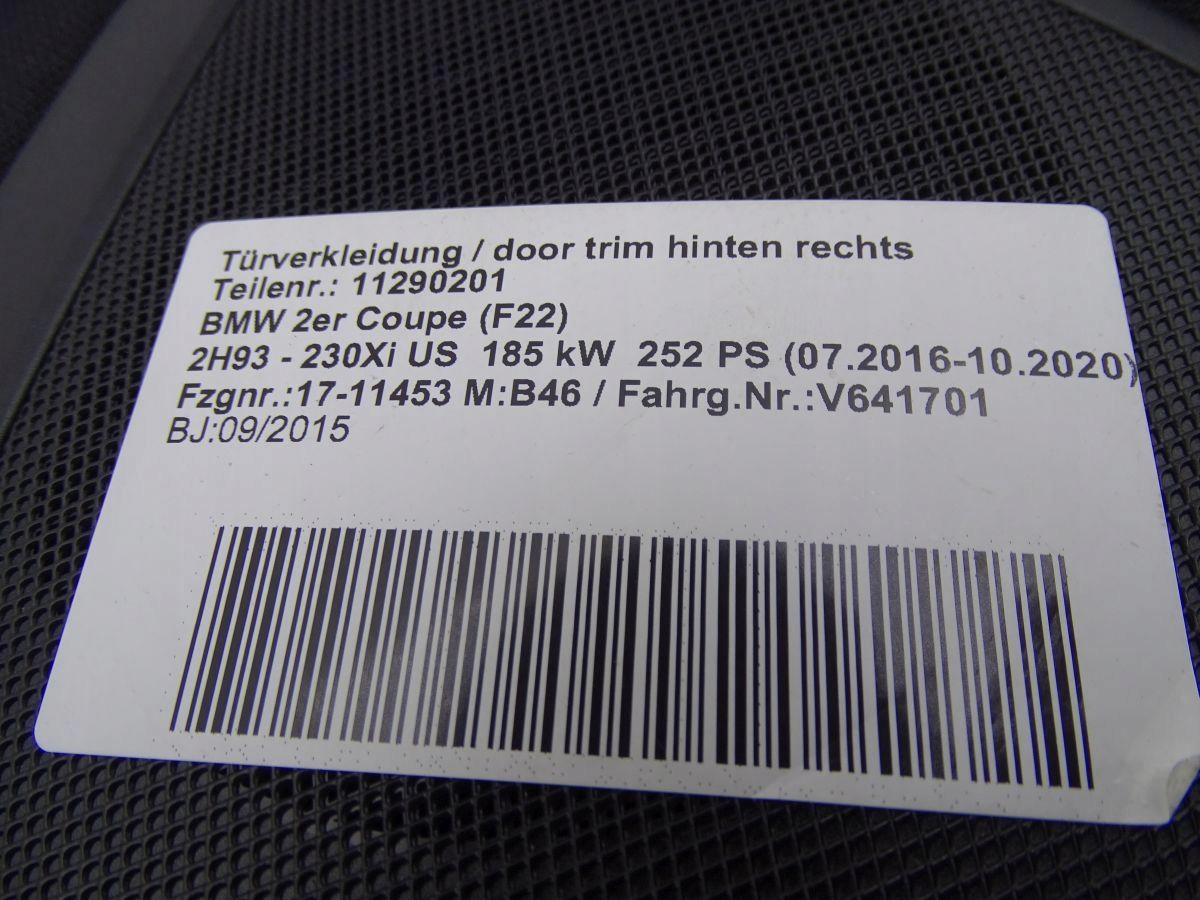 Türverkleidung / door trim hinten rechts
Teilenr.: 11290201
BMW 2er Coupe (F22)
2H93 - 230Xi US  185 kW  252 PS (07.2016-10.2020)
Fzgnr.:17-11453 M:B46 / Fahrg.Nr.:V641701
BJ:09/2015